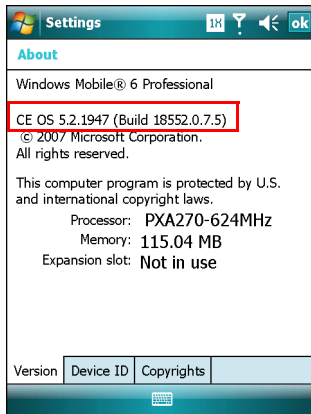 Settings 1X ok
About
Windows Mobile® 6 Professional
CE OS 5.2.1947 (Build 18552.0.7.5)
© 2007 Microsoft Corporation.
All rights reserved.
This computer program is protected by U.S.
and international copyright laws.
Processor: PXA270-624MHz
Memory: 115.04 MB
Expansion slot: Not in use
Version Device ID Copyrights